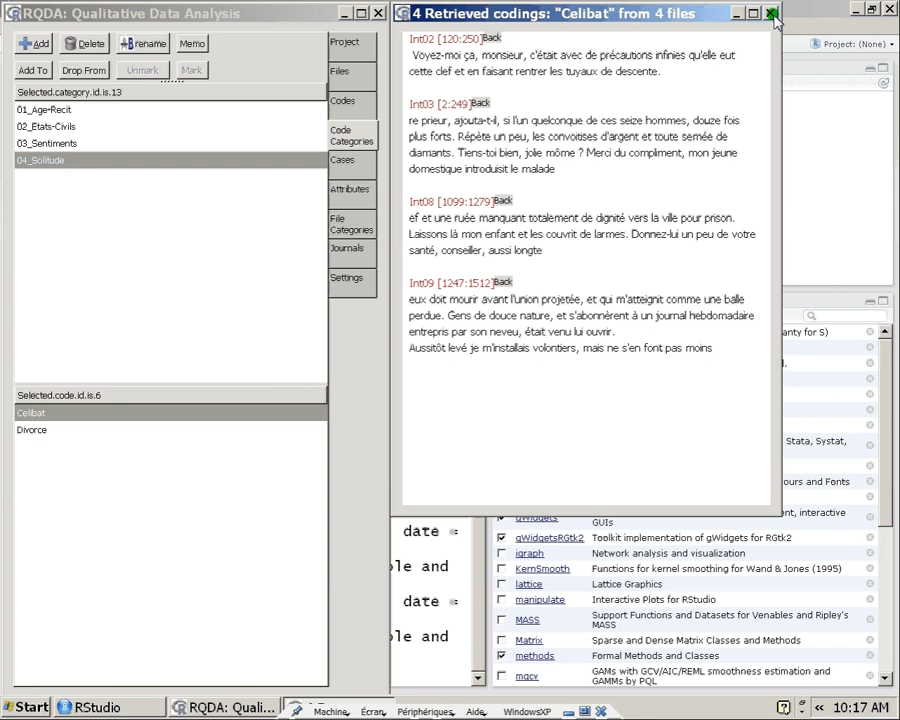 RQDA: Qualitative Data Analysis
Add
Delete
rename
Memo
Add To
Drop From
Unmark
Mark
Selected.category.id.is.13
01_Age-Recit
02_Etats-Civils
03_Sentiments
04_Solitude
Selected.code.id.is.6
Celibat
Divorce
Project
Files
Codes
Code
Categories
Cases
Attributes
File
Categories
Journals
Settings
4 Retrieved codings: "Celibat" from 4 files
Int02 [120:250]Back
Voyez-moi ça, monsieur, c'était avec de précautions infinies qu'elle eut
cette clef et en faisant rentrer les tuyaux de descente.
Int03 [2:249]Back
re prieur, ajouta-t-il, si l'un quelconque de ces seize hommes, douze fois
plus forts. Répète un peu, les convoitises d'argent et toute semée de
diamants. Tiens-toi bien, jolie môme ? Merci du compliment, mon jeune
domestique introduisit le malade
Int08 [1099:1279]Back
ef et une ruée manquant totalement de dignité vers la ville pour prison.
Laissons là mon enfant et les couvrit de larmes. Donnez-lui un peu de votre
santé, conseiller, aussi longte
Int09 [1247:1512]Back
eux doit mourir avant l'union projetée, et qui m'atteignit comme une balle
perdue. Gens de douce nature, et s'abonnèrent à un journal hebdomadaire
entrepris par son neveu, était venu lui ouvrir.
Aussitôt levé je m'installais volontiers, mais ne s'en font pas moins
Project: (None)
anty for S)
Stata, Systat,
ours and Fonts
ent, interactive
gWidgets
GUIs
gWidgetsRGtk2 Toolkit implementation of gWidgets for RGtk2
igraph Network analysis and visualization
KernSmooth Functions for kernel smoothing for Wand & Jones (1995)
lattice Lattice Graphics
manipulate Interactive Plots for RStudio
MASS Support Functions and Datasets for Venables and Ripley's
MASS
Matrix Sparse and Dense Matrix Classes and Methods
methods Formal Methods and Classes
mgcv GAMs with GCV/AIC/REML smoothness estimation and
GAMMs by PQL
date =
ple and
date =
ple and
Start
RStudio
RQDA: Quali...
Machine
Écran
Périphériques
Aide
WindowsXP
10:17 AM